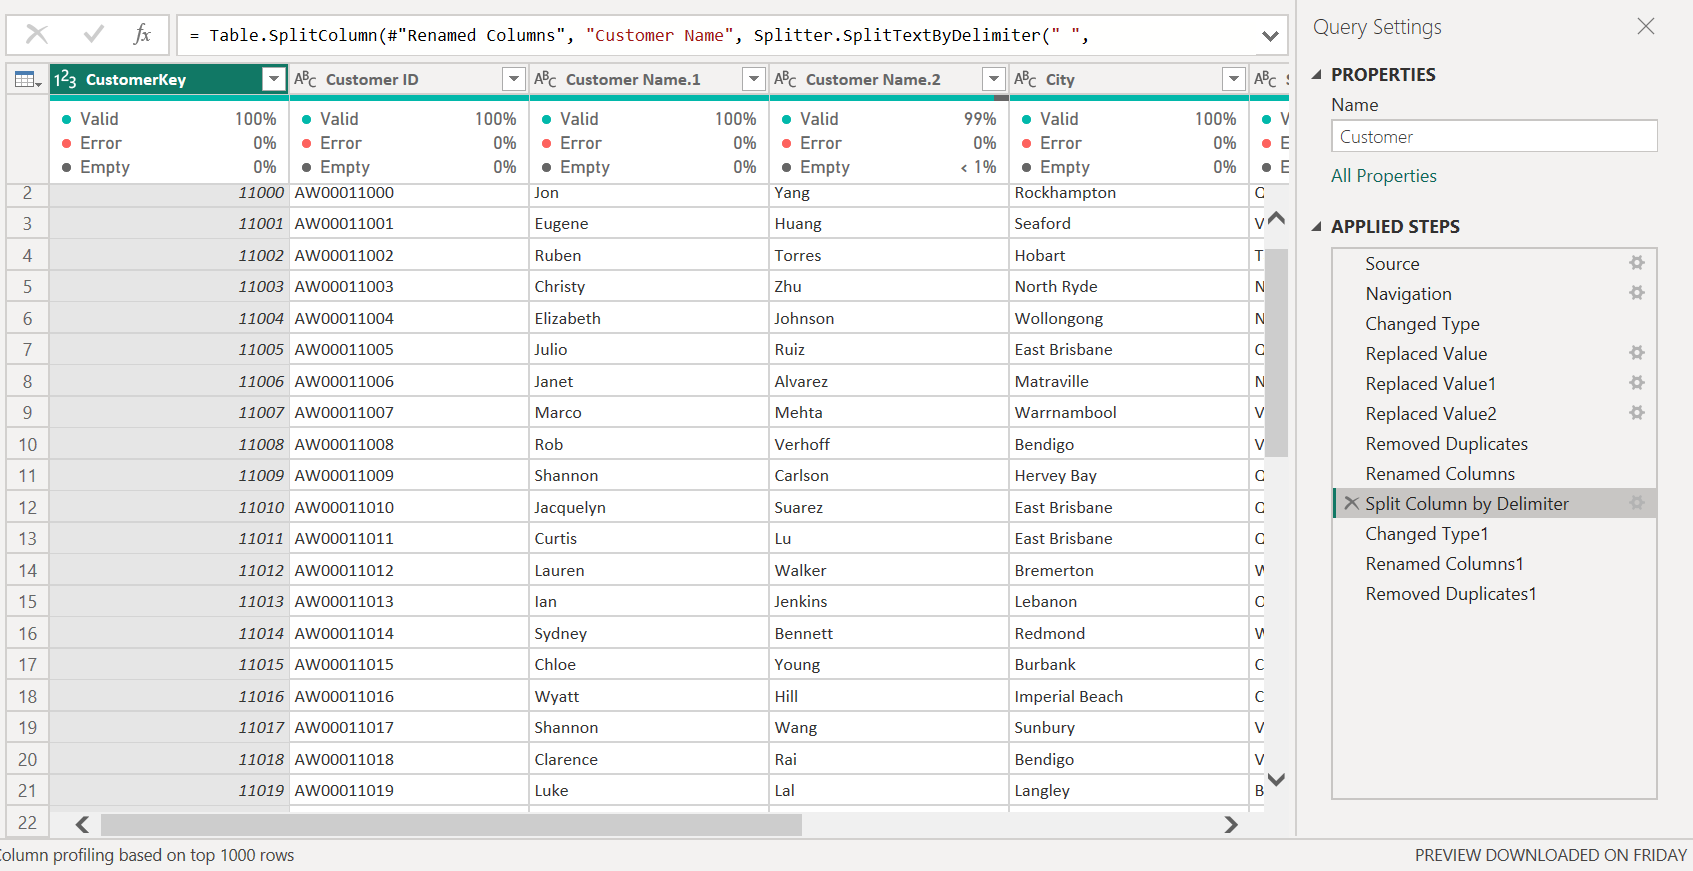 fx = Table.SplitColumn(#"Renamed Columns", "Customer Name", Splitter.SplitTextByDelimiter(" ",
123 CustomerKey ABC Customer ID ABC Customer Name.1 ABC Customer Name.2 ABC City ABC
Valid 100% Valid 100% Valid 100% Valid 99% Valid 100% V
Error 0% Error 0% Error 0% Error 0% Error 0% E
Empty 0% Empty 0% Empty 0% Empty < 1% Empty 0% E
2 11000 AW00011000 Jon Yang Rockhampton
3 11001 AW00011001 Eugene Huang Seaford V
4 11002 AW00011002 Ruben Torres Hobart T
5 11003 AW00011003 Christy Zhu North Ryde N
6 11004 AW00011004 Elizabeth Johnson Wollongong N
7 11005 AW00011005 Julio Ruiz East Brisbane Q
8 11006 AW00011006 Janet Alvarez Matraville N
9 11007 AW00011007 Marco Mehta Warrnambool V
10 11008 AW00011008 Rob Verhoff Bendigo V
11 11009 AW00011009 Shannon Carlson Hervey Bay Q
12 11010 AW00011010 Jacquelyn Suarez East Brisbane Q
13 11011 AW00011011 Curtis Lu East Brisbane Q
14 11012 AW00011012 Lauren Walker Bremerton W
15 11013 AW00011013 Ian Jenkins Lebanon O
16 11014 AW00011014 Sydney Bennett Redmond W
17 11015 AW00011015 Chloe Young Burbank C
18 11016 AW00011016 Wyatt Hill Imperial Beach C
19 11017 AW00011017 Shannon Wang Sunbury V
20 11018 AW00011018 Clarence Rai Bendigo V
21 11019 AW00011019 Luke Lal Langley B
22
Column profiling based on top 1000 rows
Query Settings
PROPERTIES
Name
Customer
All Properties
APPLIED STEPS
Source
Navigation
Changed Type
Replaced Value
Replaced Value1
Replaced Value2
Removed Duplicates
Renamed Columns
Split Column by Delimiter
Changed Type1
Renamed Columns1
Removed Duplicates1
PREVIEW DOWNLOADED ON FRIDAY